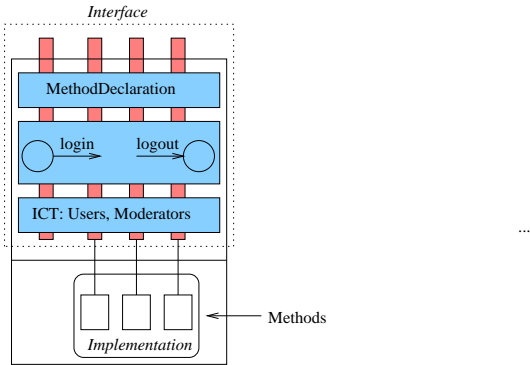 Interface
MethodDeclaration
login logout
ICT: Users, Moderators
...
Methods
Implementation